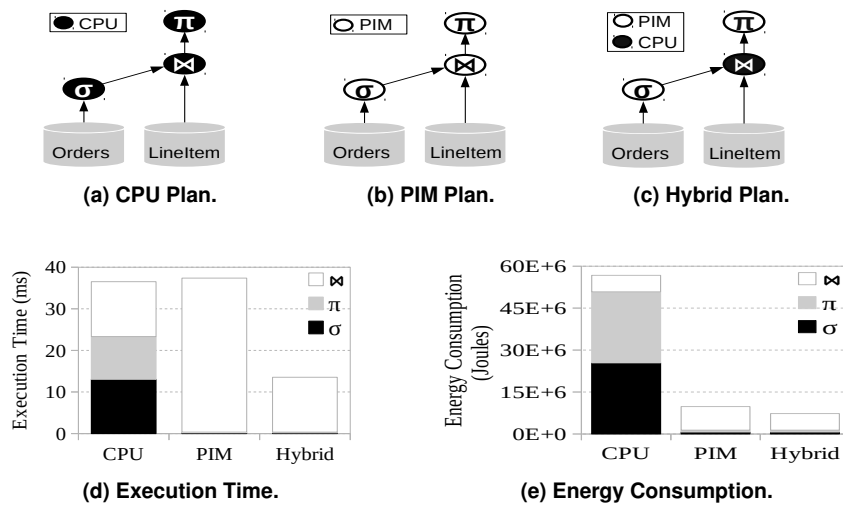 CPU
π
⋈
σ
Orders
LineItem
(a) CPU Plan.
PIM
π
⋈
σ
Orders
LineItem
(b) PIM Plan.
PIM
CPU
π
⋈
σ
Orders
LineItem
(c) Hybrid Plan.
Execution Time (ms)
40
30
20
10
0
⋈
π
σ
CPU PIM Hybrid
(d) Execution Time.
Energy Consumption
(Joules)
60E+6
45E+6
30E+6
15E+6
0E+0
⋈
π
σ
CPU PIM Hybrid
(e) Energy Consumption.